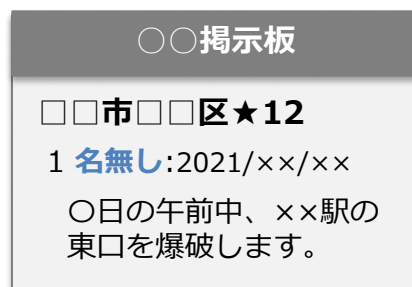 ○○掲示板
□□市□□区★12
1 名無し:2021/××/××
〇日の午前中、××駅の
東口を爆破します。